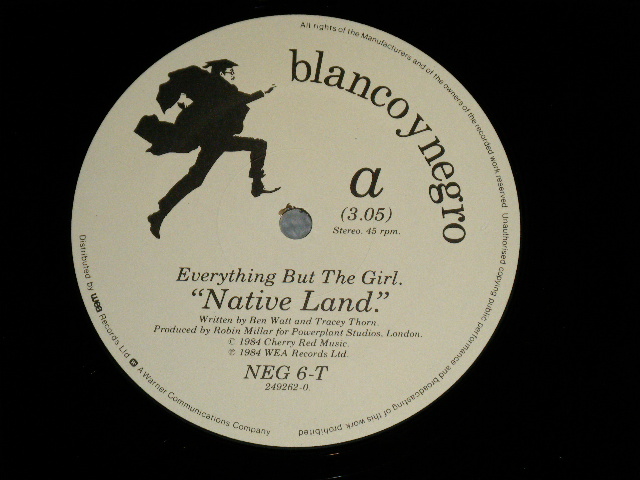 blanco y negro
a
(3.05)
Stereo. 45 rpm.
Everything But The Girl.
“Native Land.”
Written by Ben Watt and Tracey Thorn
Produced by Robin Millar for Powerplant Studios, London.
© 1984 Cherry Red Music.
℗ 1984 WEA Records Ltd.
NEG 6-T
249262-0.
All rights of the Manufacturers and of the owners of the recorded work reserved. Unauthorised copying public performance and broadcasting of this work prohibited
Distributed by wea Records Ltd. A Warner Communications Company